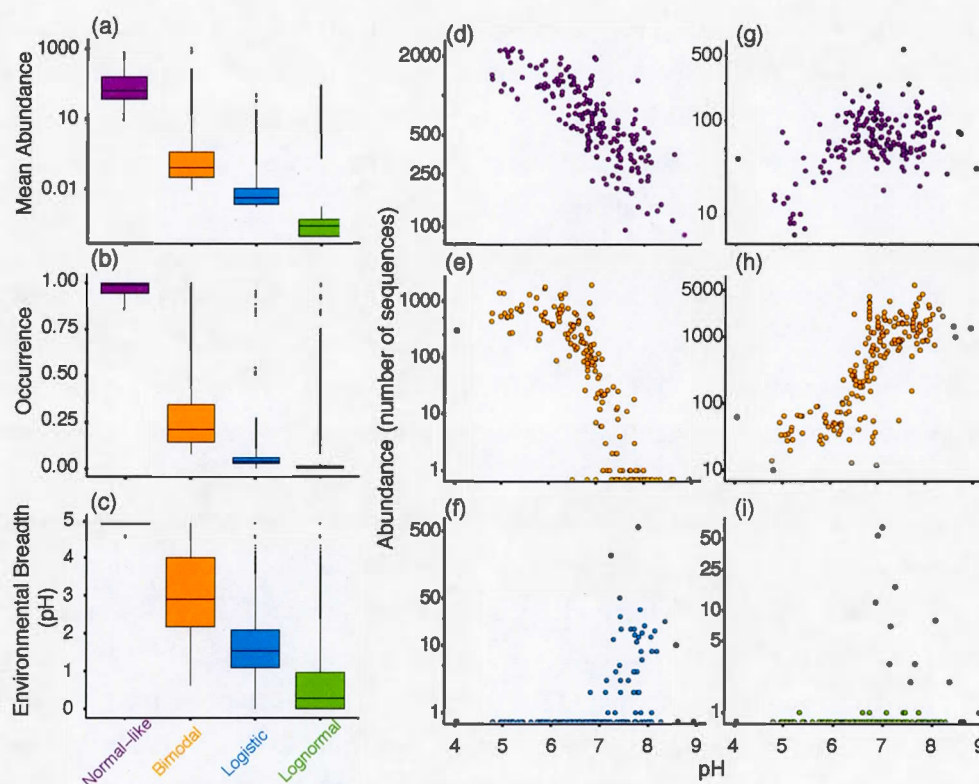 (a)
Mean Abundance
1000
10
0.01
(b)
Occurrence
1.00
0.75
0.50
0.25
0.00
(c)
Environmental Breadth
(pH)
5
4
3
2
1
0
Normal-like
Bimodal
Logistic
Lognormal
Abundance (number of sequences)
(d)
2000
500
250
100
(e)
1000
100
10
1
(f)
500
50
10
1
4 5 6 7 8 9
(g)
500
100
10
(h)
5000
1000
100
10
(i)
50
25
10
5
1
4 5 6 7 8 9
pH